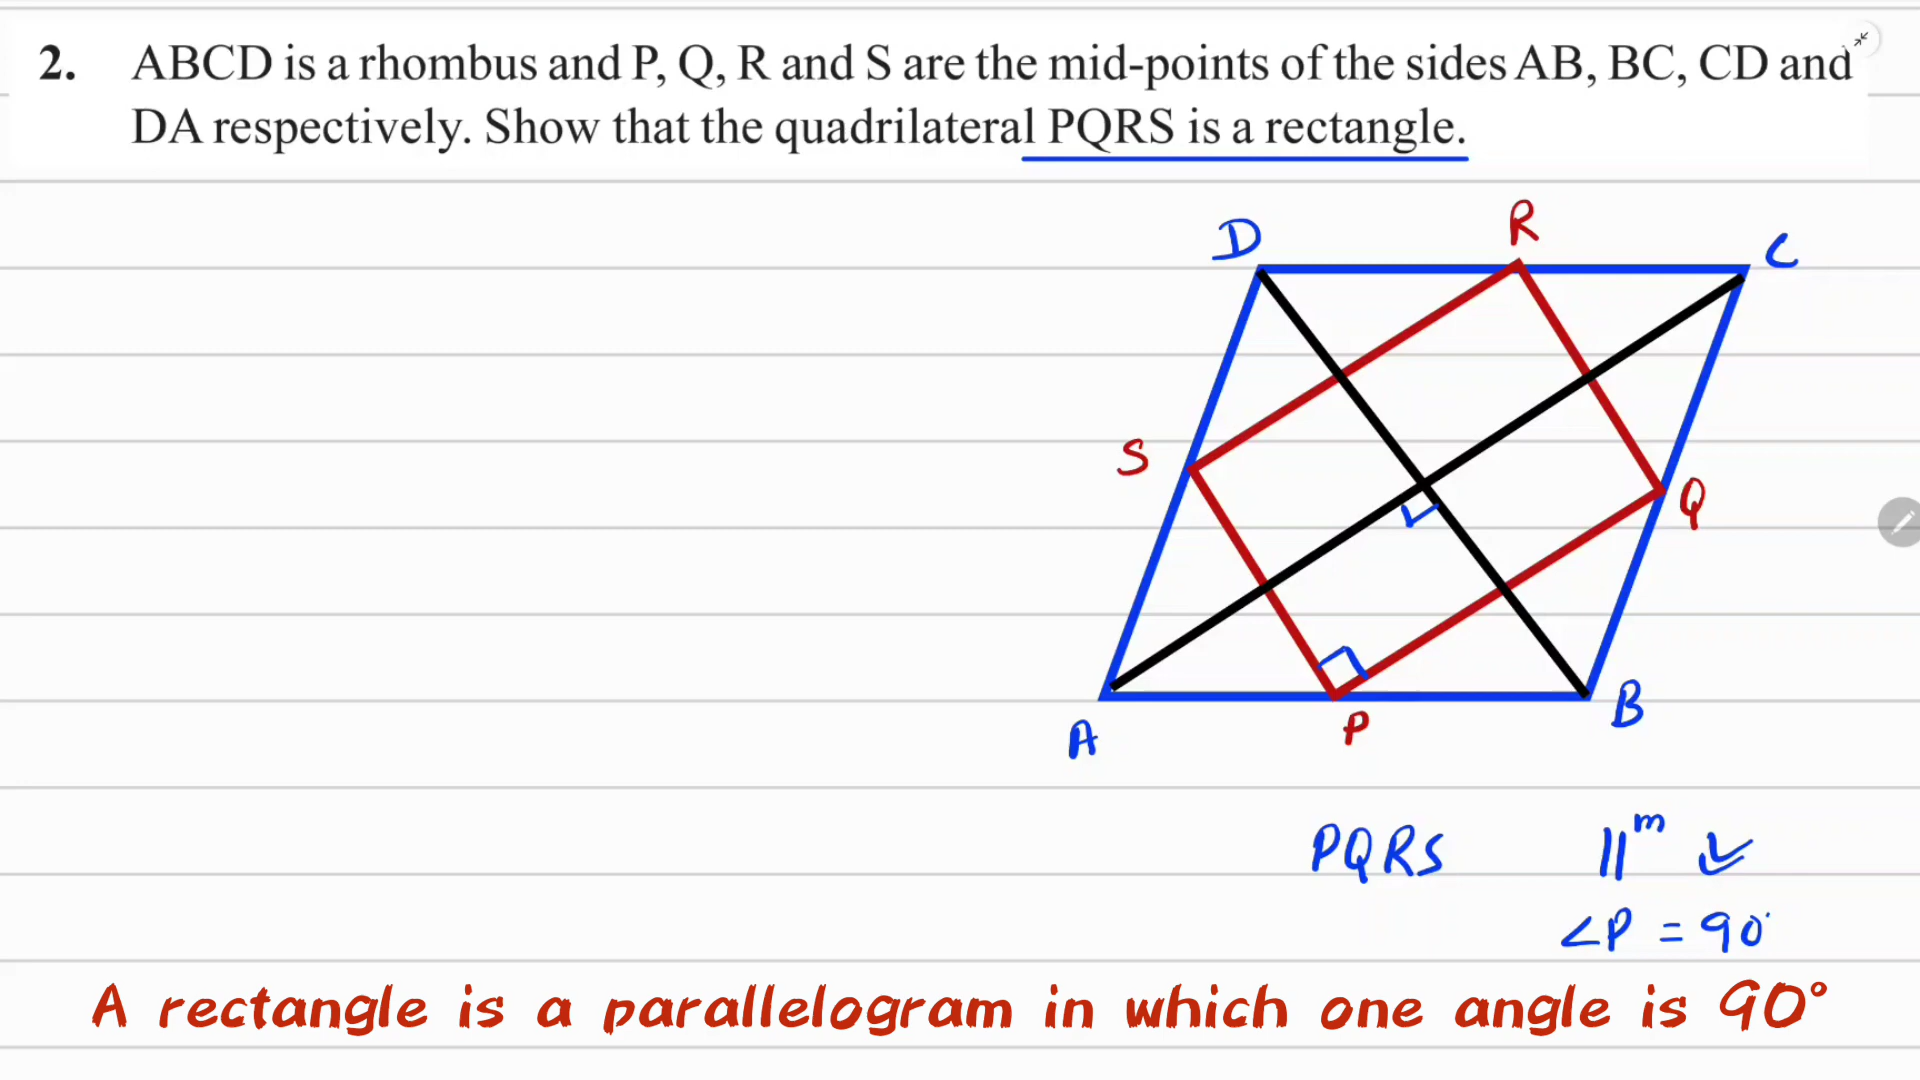 2. ABCD is a rhombus and P, Q, R and S are the mid-points of the sides AB, BC, CD and
DA respectively. Show that the quadrilateral PQRS is a rectangle.
D
R
C
S
Q
A
P
B
PQRS ||ᵐ ✓
∠P = 90°
A rectangle is a parallelogram in which one angle is 90°